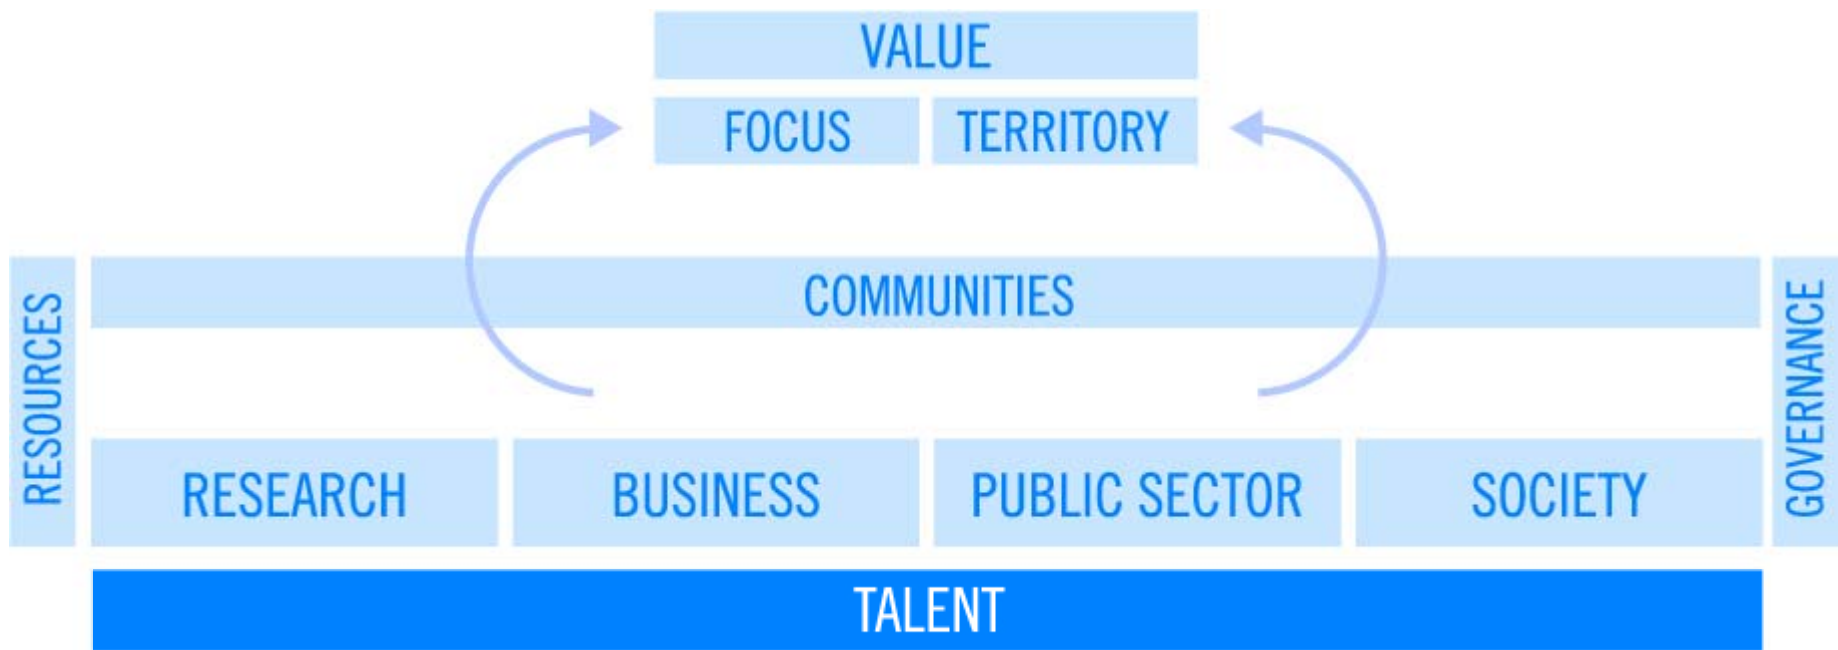 VALUE
FOCUS
TERRITORY
COMMUNITIES
RESOURCES
GOVERNANCE
RESEARCH
BUSINESS
PUBLIC SECTOR
SOCIETY
TALENT